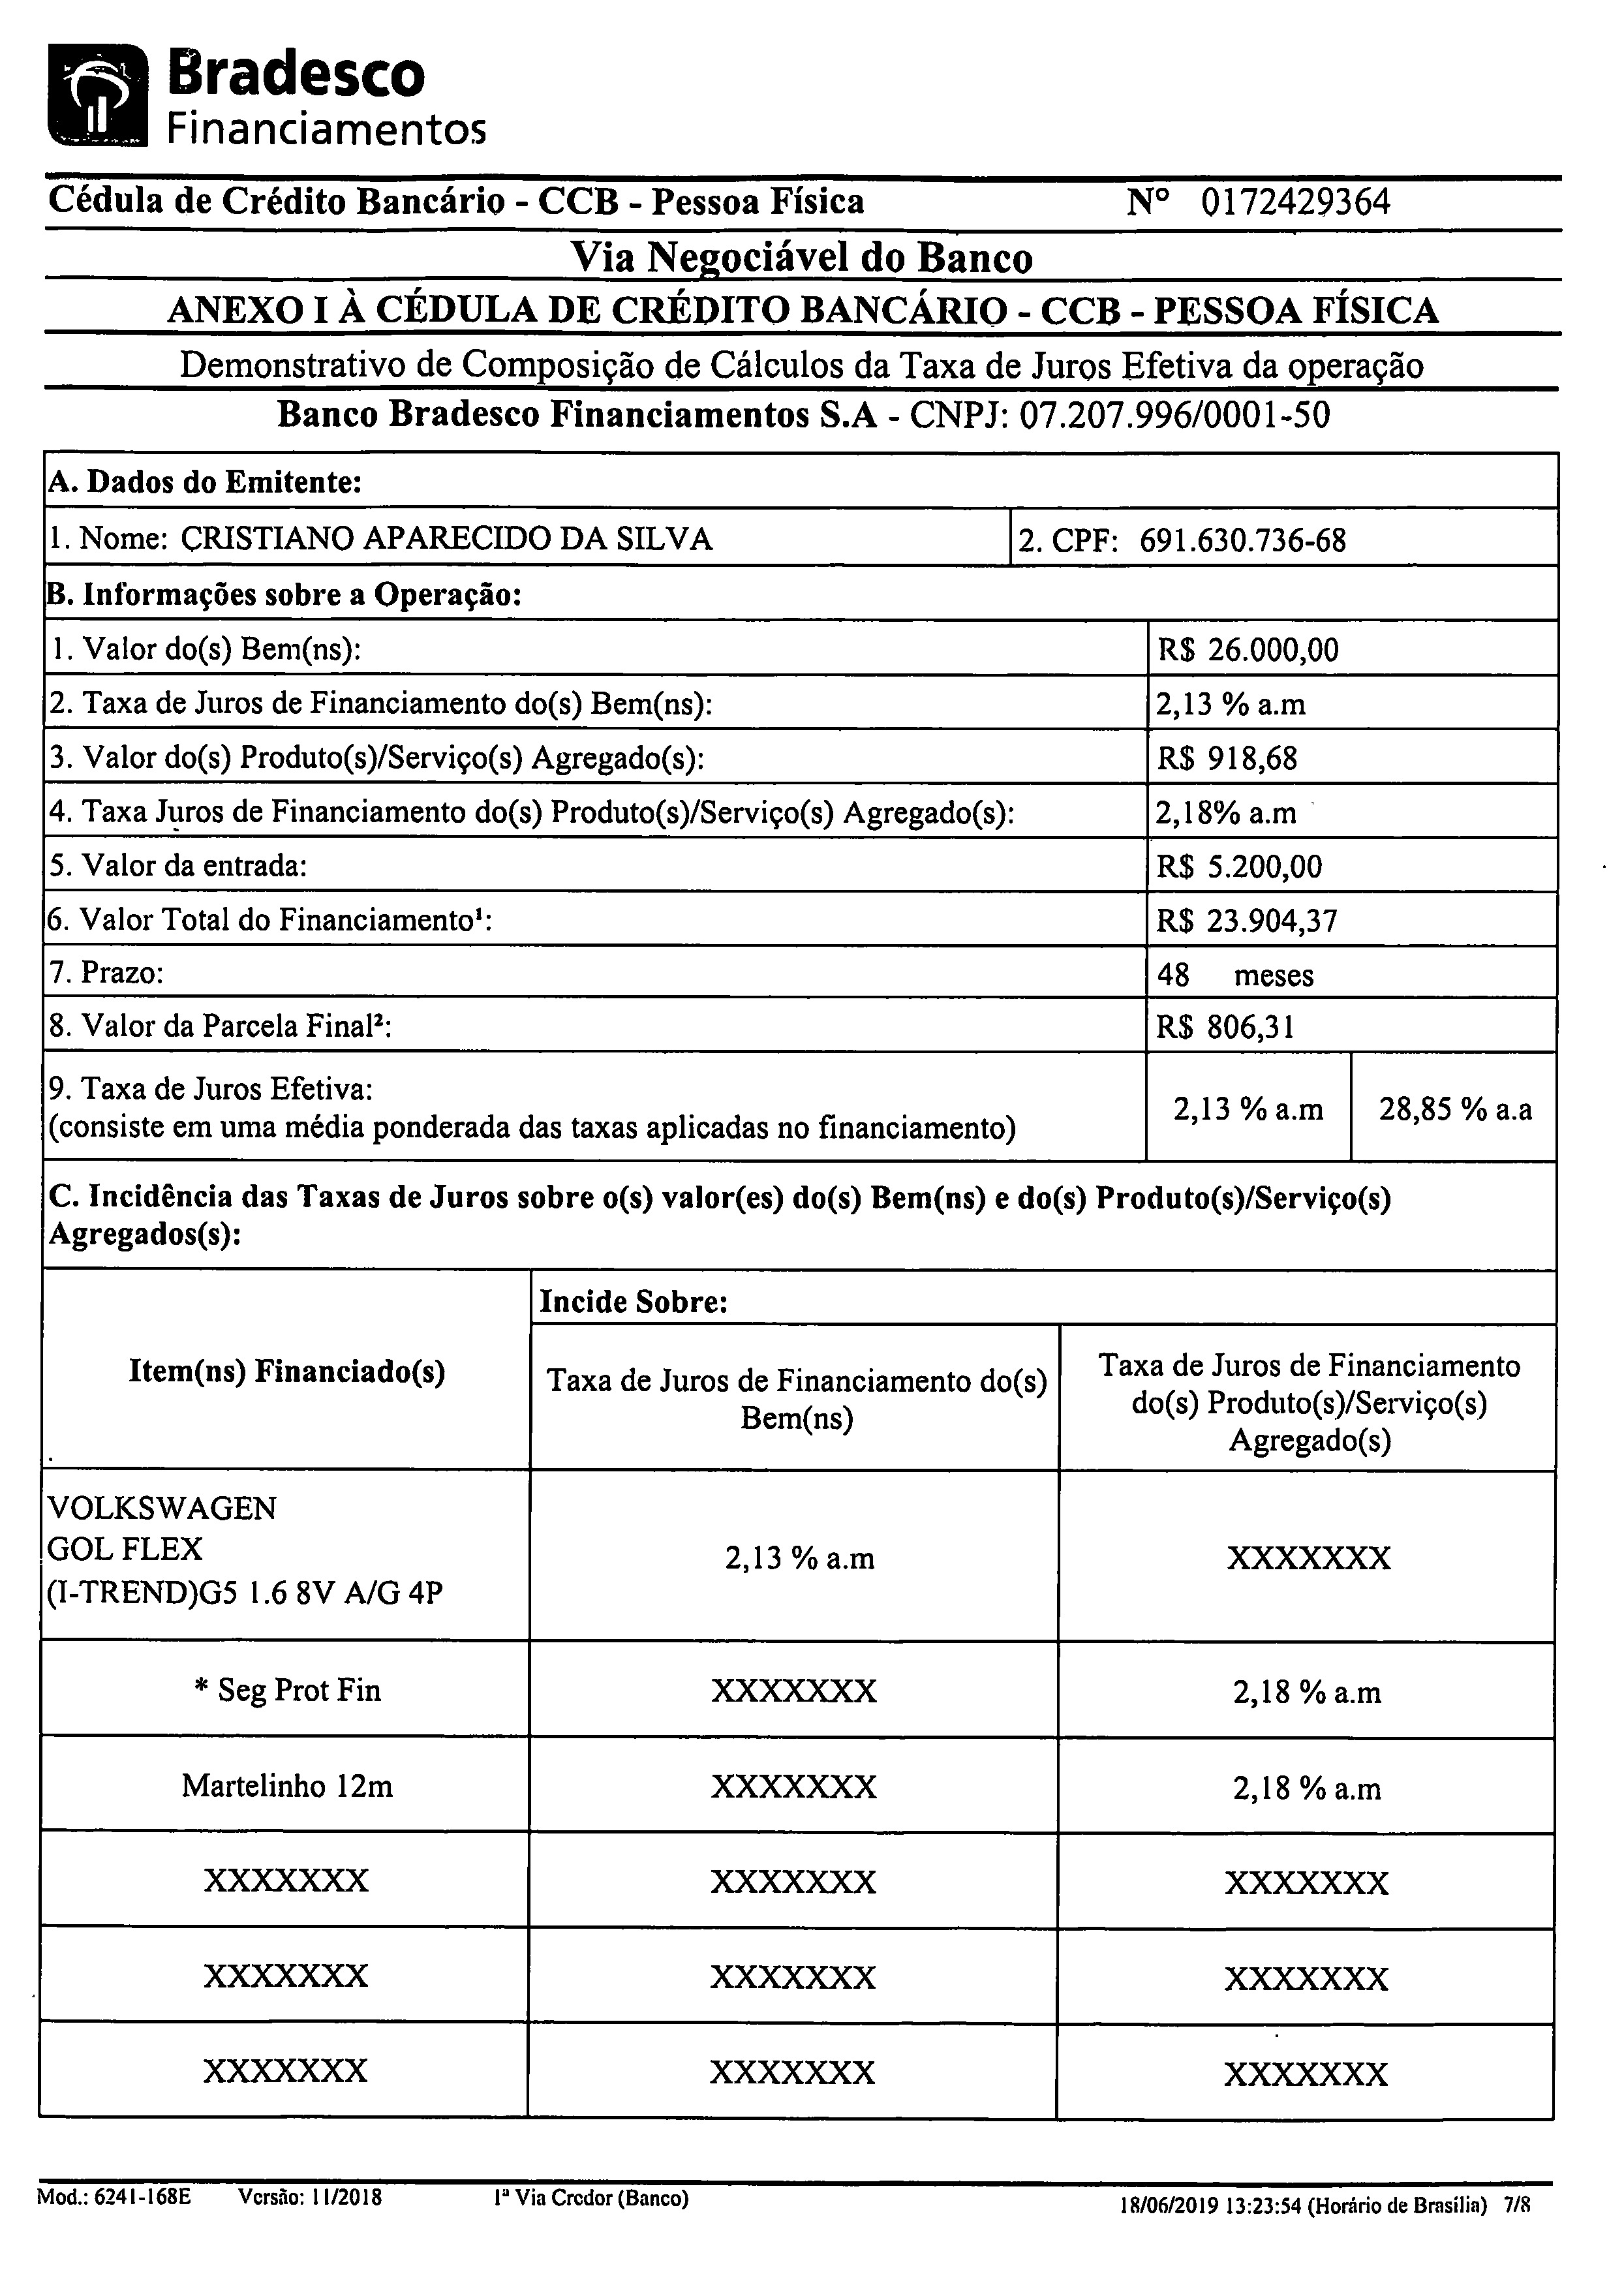 Bradesco
Financiamentos
Cédula de Crédito Bancário - CCB - Pessoa Física Nº 0172429364
Via Negociável do Banco
ANEXO I À CÉDULA DE CRÉDITO BANCÁRIO - CCB - PESSOA FÍSICA
Demonstrativo de Composição de Cálculos da Taxa de Juros Efetiva da operação
Banco Bradesco Financiamentos S.A - CNPJ: 07.207.996/0001-50
A. Dados do Emitente:
1. Nome: CRISTIANO APARECIDO DA SILVA 2. CPF: 691.630.736-68
B. Informações sobre a Operação:
1. Valor do(s) Bem(ns): R$ 26.000,00
2. Taxa de Juros de Financiamento do(s) Bem(ns): 2,13 % a.m
3. Valor do(s) Produto(s)/Serviço(s) Agregado(s): R$ 918,68
4. Taxa Juros de Financiamento do(s) Produto(s)/Serviço(s) Agregado(s): 2,18% a.m
5. Valor da entrada: R$ 5.200,00
6. Valor Total do Financiamento¹: R$ 23.904,37
7. Prazo: 48 meses
8. Valor da Parcela Final²: R$ 806,31
9. Taxa de Juros Efetiva:
(consiste em uma média ponderada das taxas aplicadas no financiamento) 2,13 % a.m 28,85 % a.a
C. Incidência das Taxas de Juros sobre o(s) valor(es) do(s) Bem(ns) e do(s) Produto(s)/Serviço(s)
Agregados(s):
Item(ns) Financiado(s)
Incide Sobre:
Taxa de Juros de Financiamento do(s)
Bem(ns)
Taxa de Juros de Financiamento
do(s) Produto(s)/Serviço(s)
Agregado(s)
VOLKSWAGEN
GOL FLEX
(I-TREND)G5 1.6 8V A/G 4P
2,13 % a.m XXXXXXX
* Seg Prot Fin XXXXXXX 2,18 % a.m
Martelinho 12m XXXXXXX 2,18 % a.m
XXXXXXX XXXXXXX XXXXXXX
XXXXXXX XXXXXXX XXXXXXX
XXXXXXX XXXXXXX XXXXXXX
Mod.: 6241-168E Versão: 11/2018 1ª Via Credor (Banco) 18/06/2019 13:23:54 (Horário de Brasília) 7/8